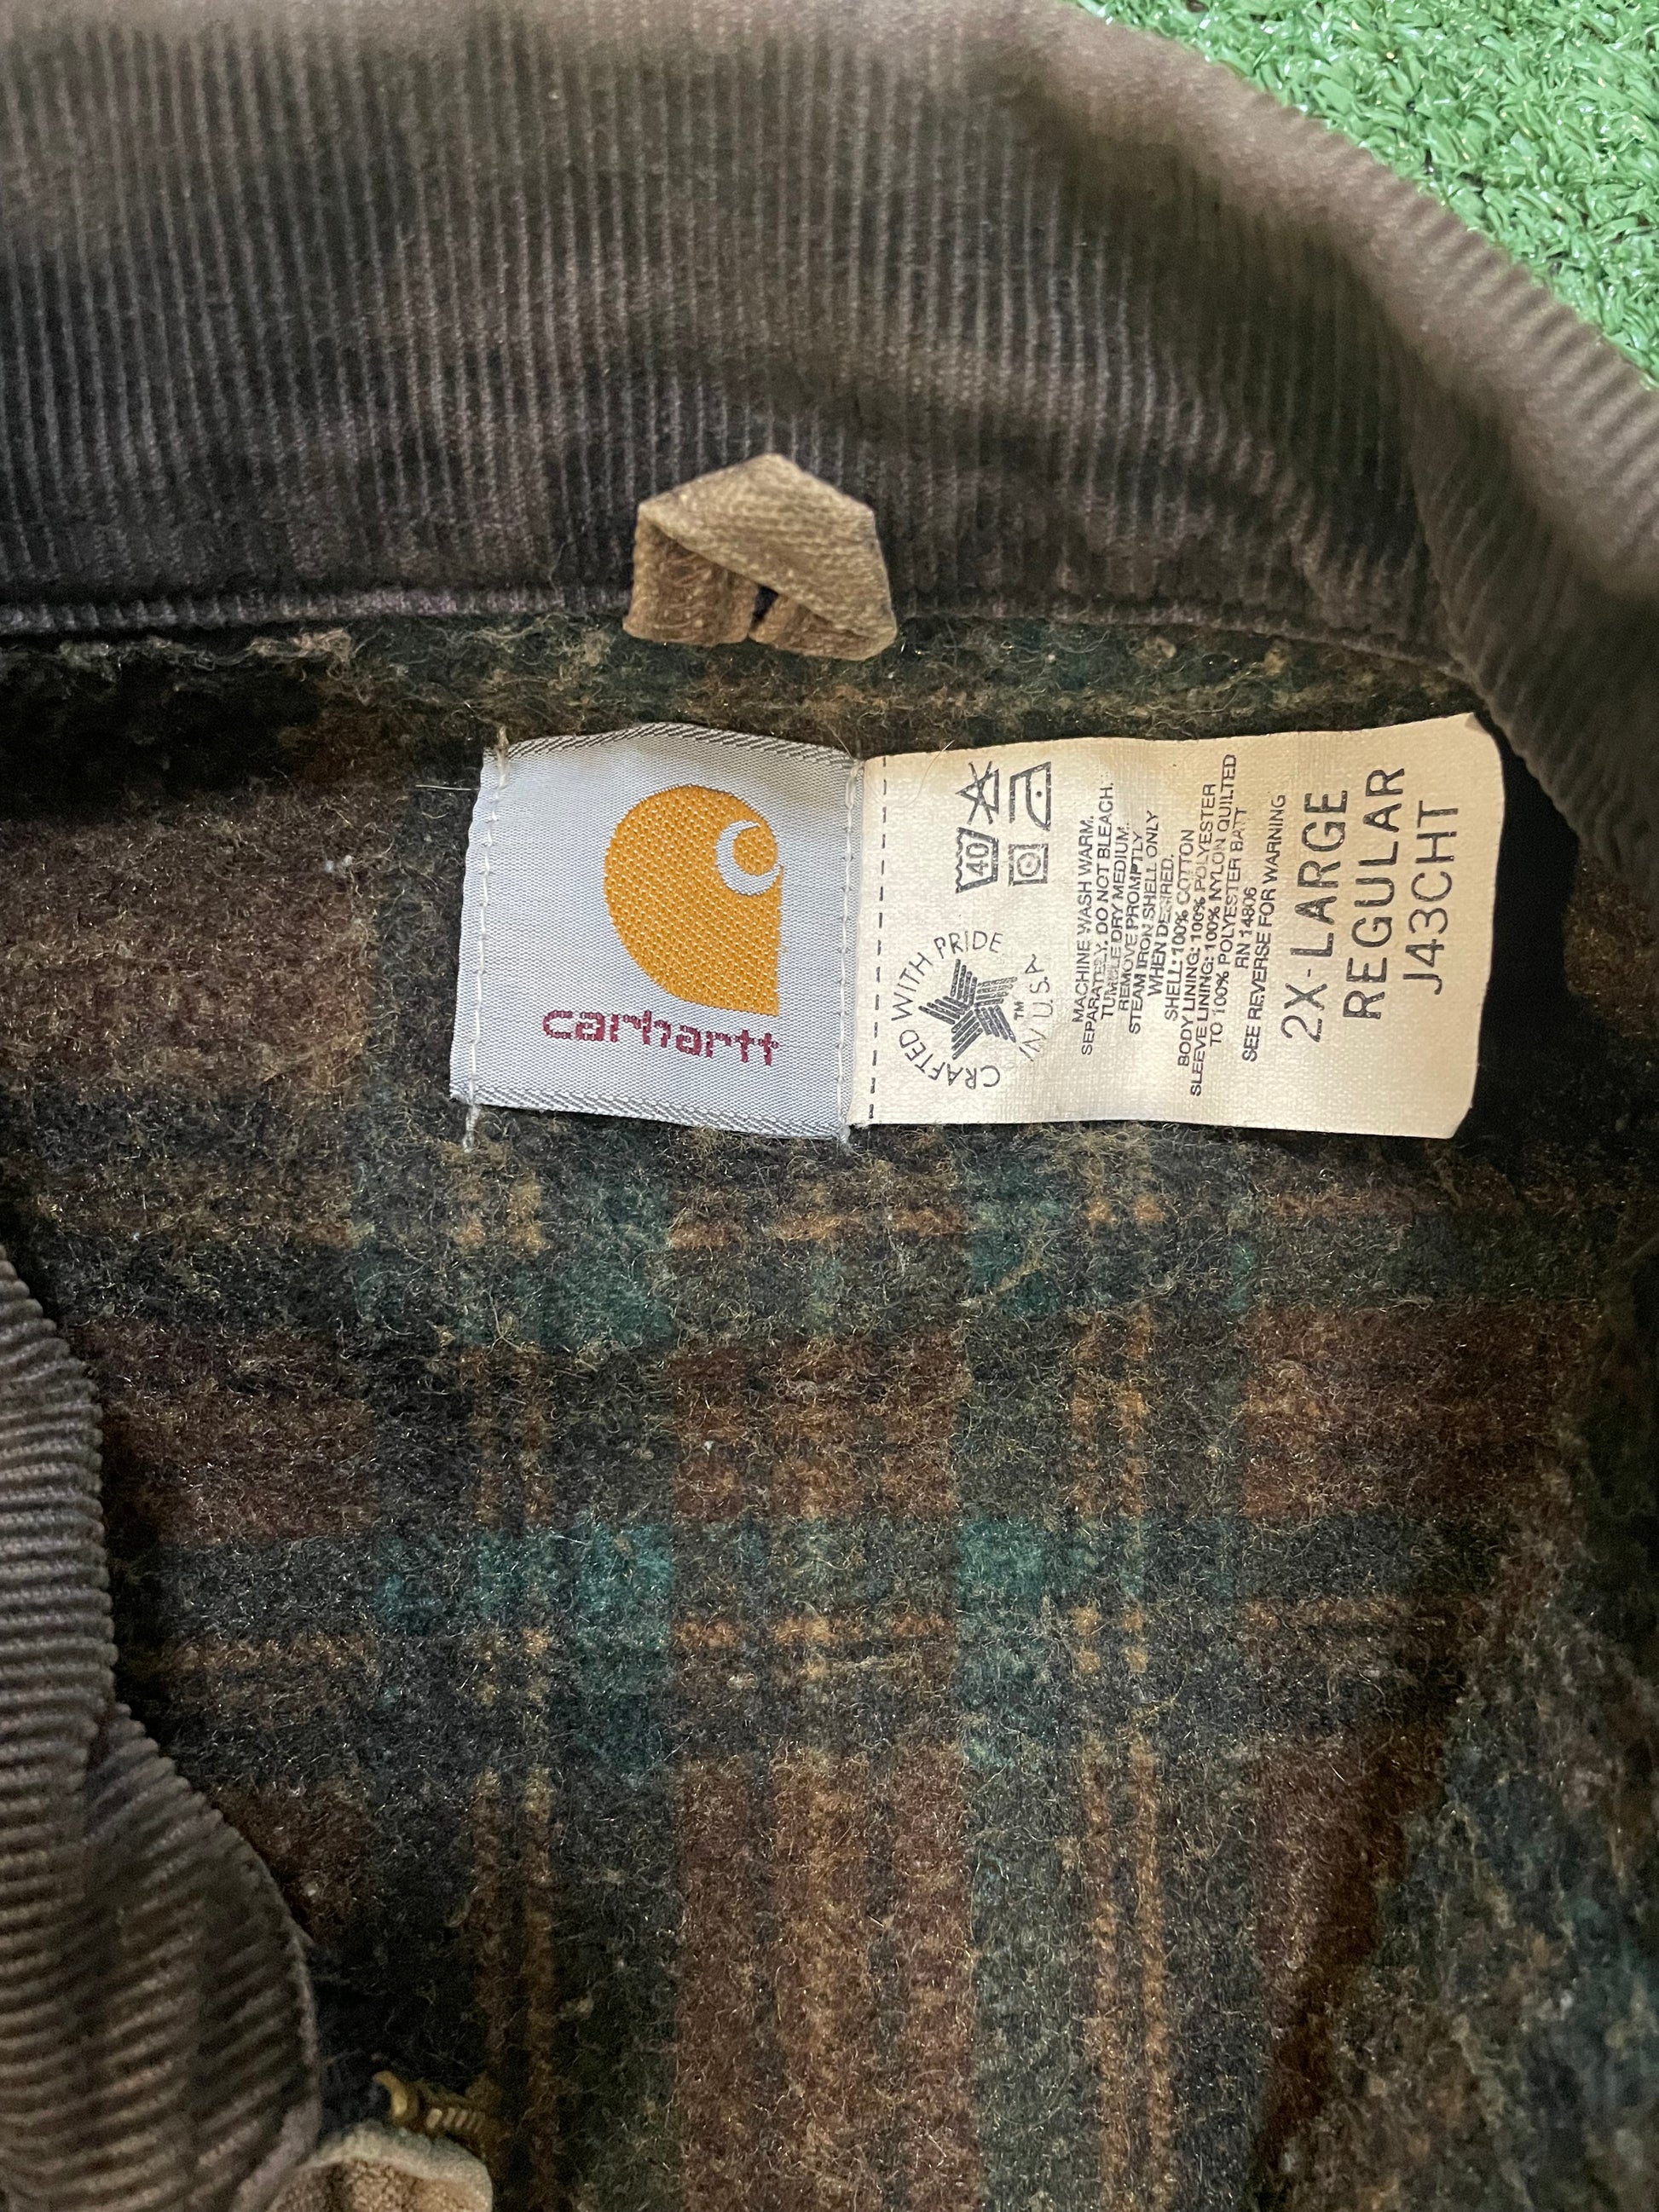 carhartt
CRAFTED WITH PRIDE
IN U.S.A.
TM
40
MACHINE WASH WARM.
SEPARATELY. DO NOT BLEACH.
TUMBLE DRY MEDIUM.
REMOVE PROMPTLY
STEAM IRON SHELL ONLY
WHEN DESIRED.
SHELL: 100% COTTON
BODY LINING: 100% POLYESTER
SLEEVE LINING: 100% NYLON QUILTED
TO 100% POLYESTER BATT
RN 14806
SEE REVERSE FOR WARNING
2X-LARGE
REGULAR
J43CHT